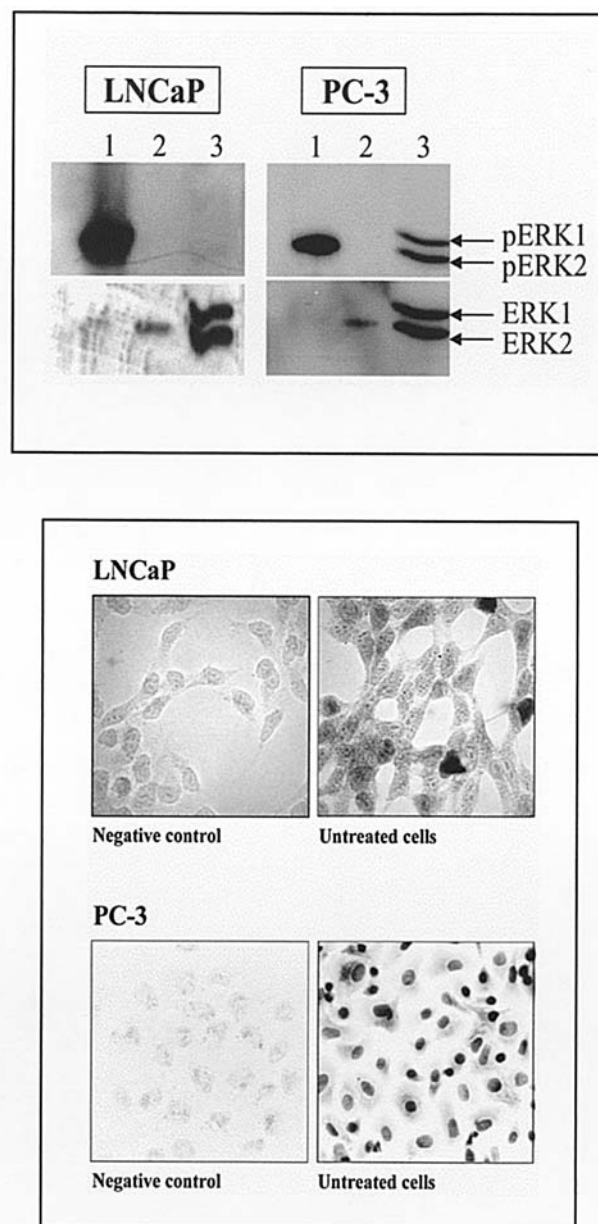 LNCaP PC-3
1 2 3 1 2 3
pERK1
pERK2
ERK1
ERK2
LNCaP
Negative control Untreated cells
PC-3
Negative control Untreated cells